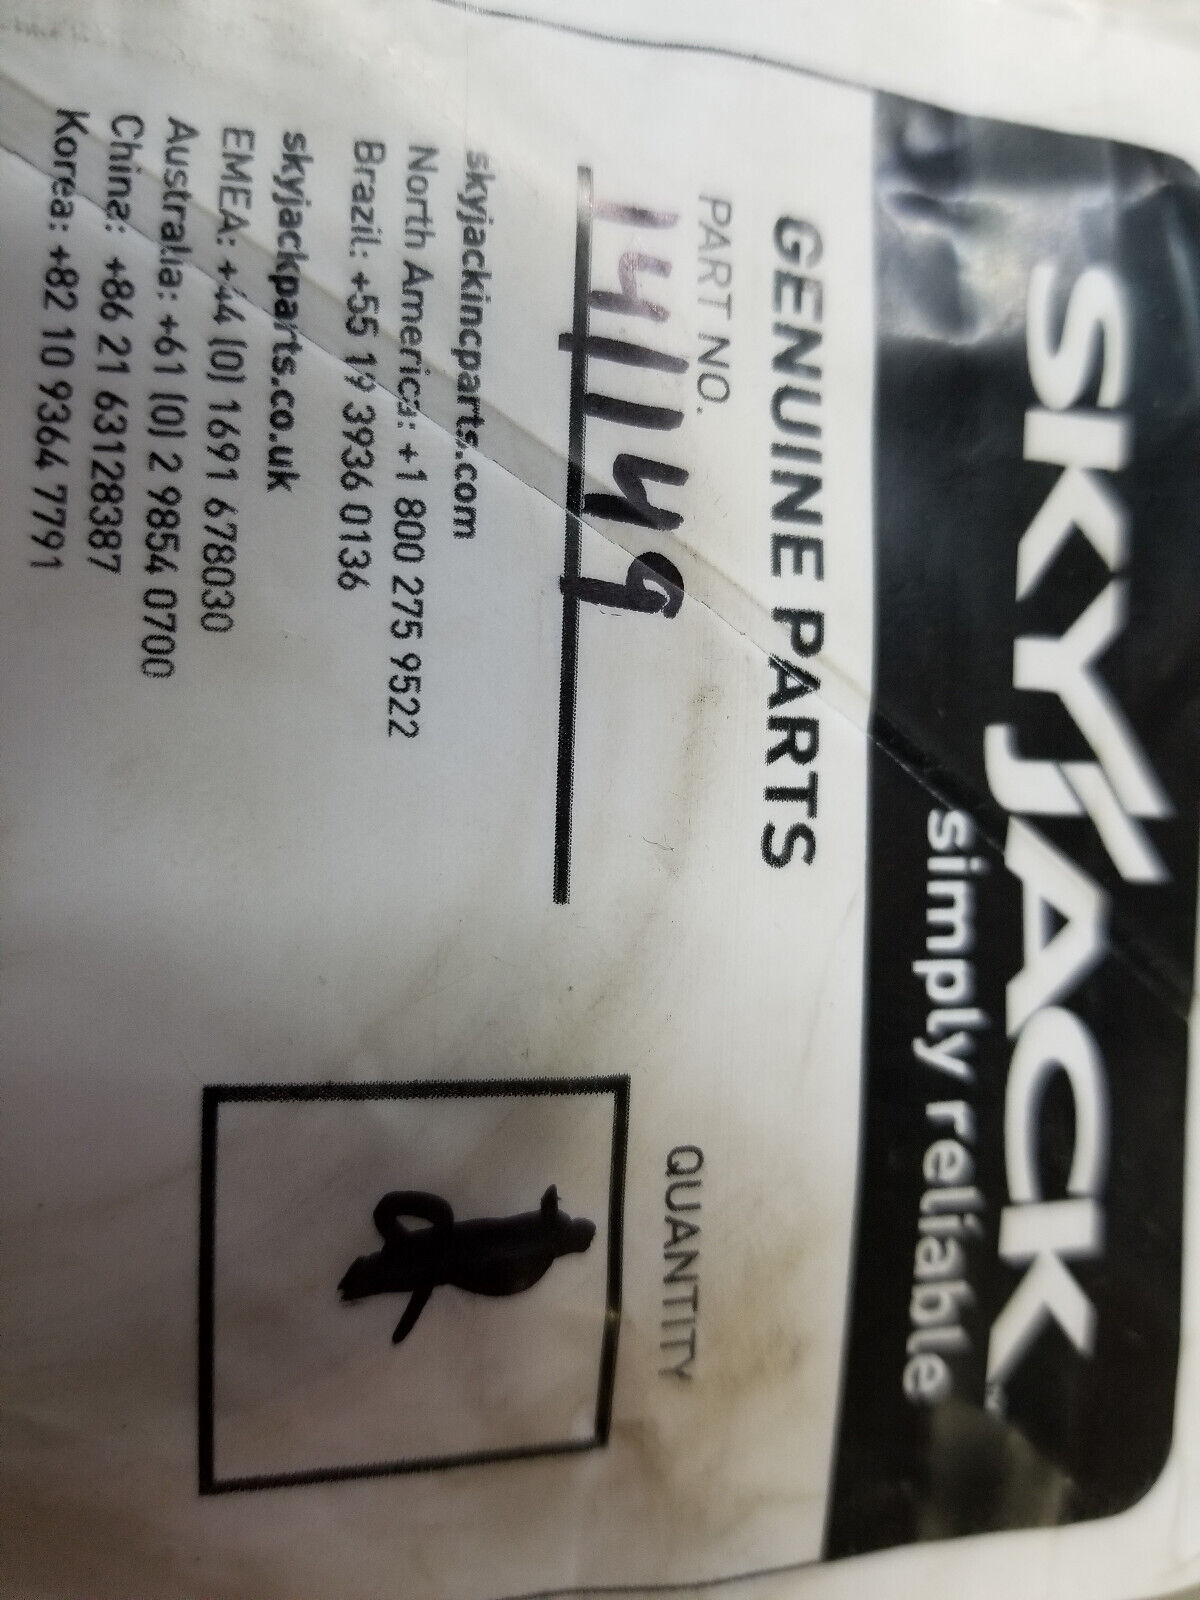 SKYJACK
simply reliable
GENUINE PARTS
PART NO.
141149
QUANTITY
skyjackincparts.com
North America: +1 800 275 9522
Brazil: +55 19 3936 0136
skyjackparts.co.uk
EMEA: +44 (0) 1691 678030
Australia: +61 (0) 2 9854 0700
China: +86 21 63128387
Korea: +82 10 9364 7791